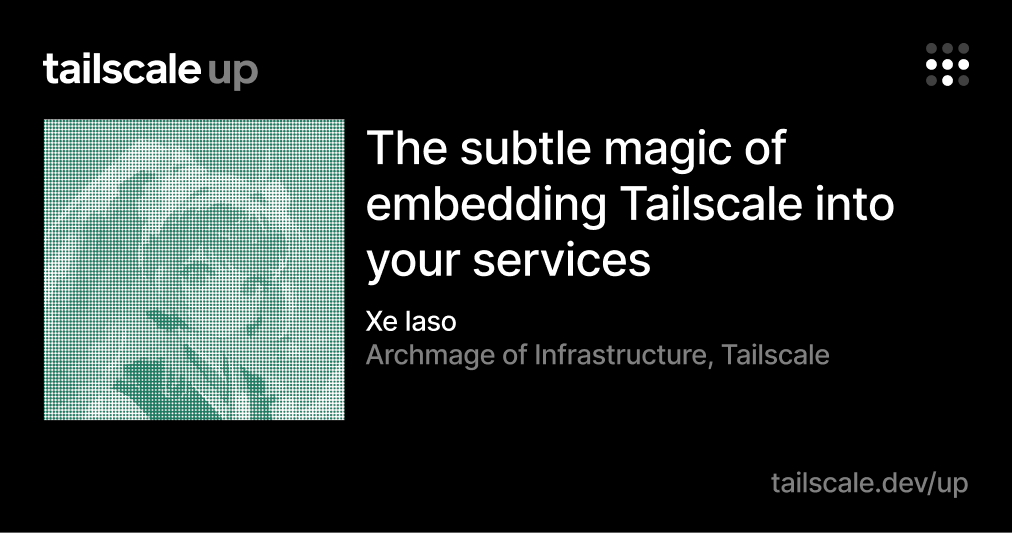 tailscale up
The subtle magic of
embedding Tailscale into
your services
Xe Iaso
Archmage of Infrastructure, Tailscale
tailscale.dev/up